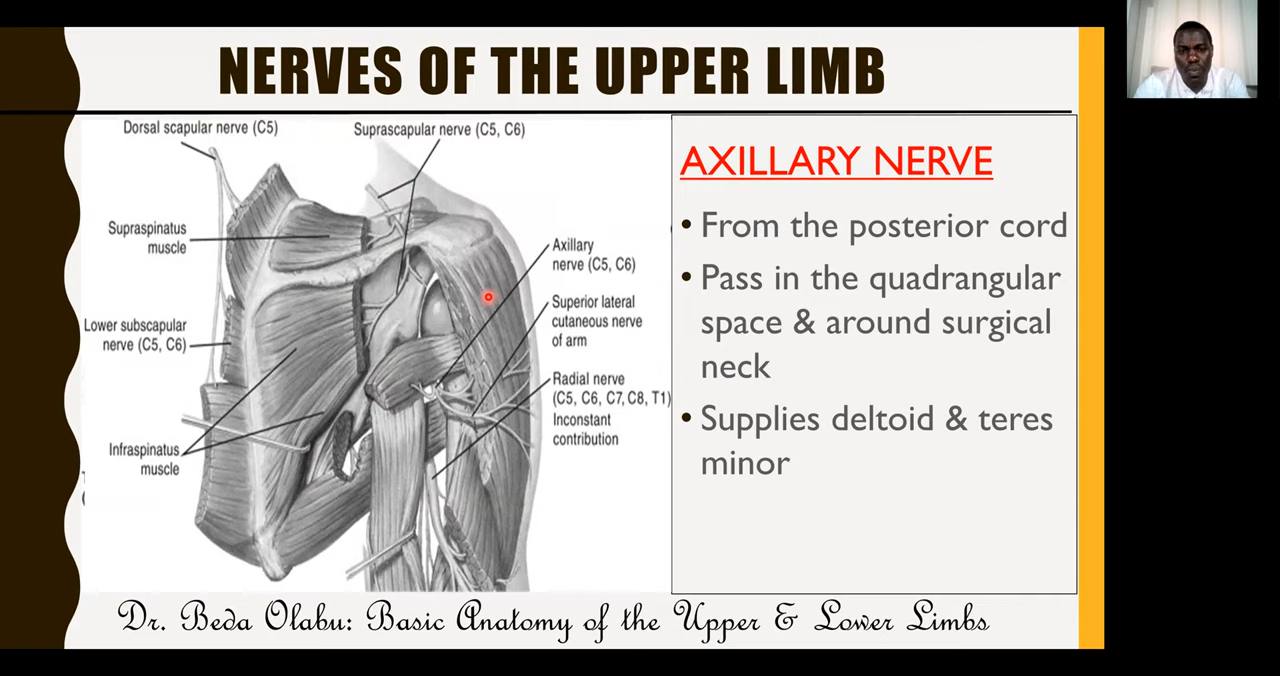 NERVES OF THE UPPER LIMB
Dorsal scapular nerve (C5)
Suprascapular nerve (C5, C6)
Supraspinatus
muscle
Axillary
nerve (C5, C6)
Superior lateral
cutaneous nerve
of arm
Lower subscapular
nerve (C5, C6)
Radial nerve
(C5, C6, C7, C8, T1)
Inconstant
contribution
Infraspinatus
muscle
AXILLARY NERVE
• From the posterior cord
• Pass in the quadrangular
space & around surgical
neck
• Supplies deltoid & teres
minor
Dr. Beda Olabu: Basic Anatomy of the Upper & Lower Limbs